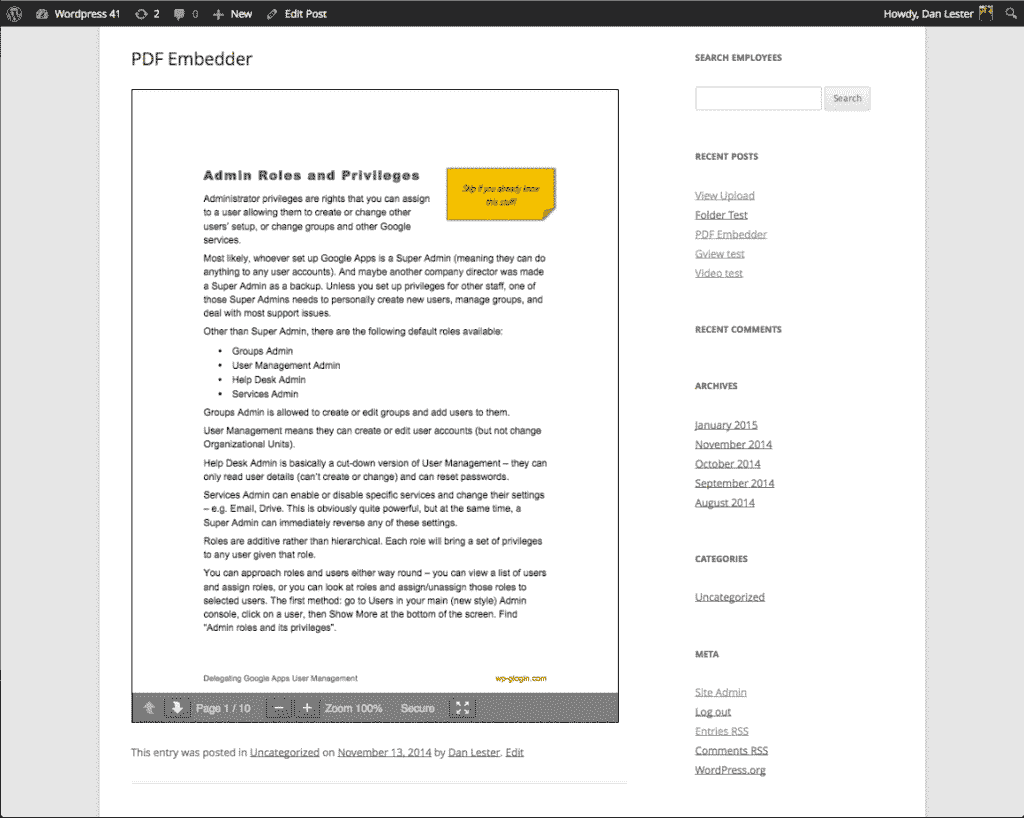 Wordpress 41 2 0 New Edit Post Howdy, Dan Lester
PDF Embedder
Admin Roles and Privileges
Skip if you already know
this stuff!
Administrator privileges are rights that you can assign
to a user allowing them to create or change other
users' setup, or change groups and other Google
services.
Most likely, whoever set up Google Apps is a Super Admin (meaning they can do
anything to any user accounts). And maybe another company director was made
a Super Admin as a backup. Unless you set up privileges for other staff, one of
those Super Admins needs to personally create new users, manage groups, and
deal with most support issues.
Other than Super Admin, there are the following default roles available:
• Groups Admin
• User Management Admin
• Help Desk Admin
• Services Admin
Groups Admin is allowed to create or edit groups and add users to them.
User Management means they can create or edit user accounts (but not change
Organizational Units).
Help Desk Admin is basically a cut-down version of User Management – they can
only read user details (can't create or change) and can reset passwords.
Services Admin can enable or disable specific services and change their settings
– e.g. Email, Drive. This is obviously quite powerful, but at the same time, a
Super Admin can immediately reverse any of these settings.
Roles are additive rather than hierarchical. Each role will bring a set of privileges
to any user given that role.
You can approach roles and users either way round – you can view a list of users
and assign roles, or you can look at roles and assign/unassign those roles to
selected users. The first method: go to Users in your main (new style) Admin
console, click on a user, then Show More at the bottom of the screen. Find
"Admin roles and its privileges".
Delegating Google Apps User Management wp-glogin.com
Page 1 / 10 Zoom 100% Secure
This entry was posted in Uncategorized on November 13, 2014 by Dan Lester. Edit
SEARCH EMPLOYEES
Search
RECENT POSTS
View Upload
Folder Test
PDF Embedder
Gview test
Video test
RECENT COMMENTS
ARCHIVES
January 2015
November 2014
October 2014
September 2014
August 2014
CATEGORIES
Uncategorized
META
Site Admin
Log out
Entries RSS
Comments RSS
WordPress.org